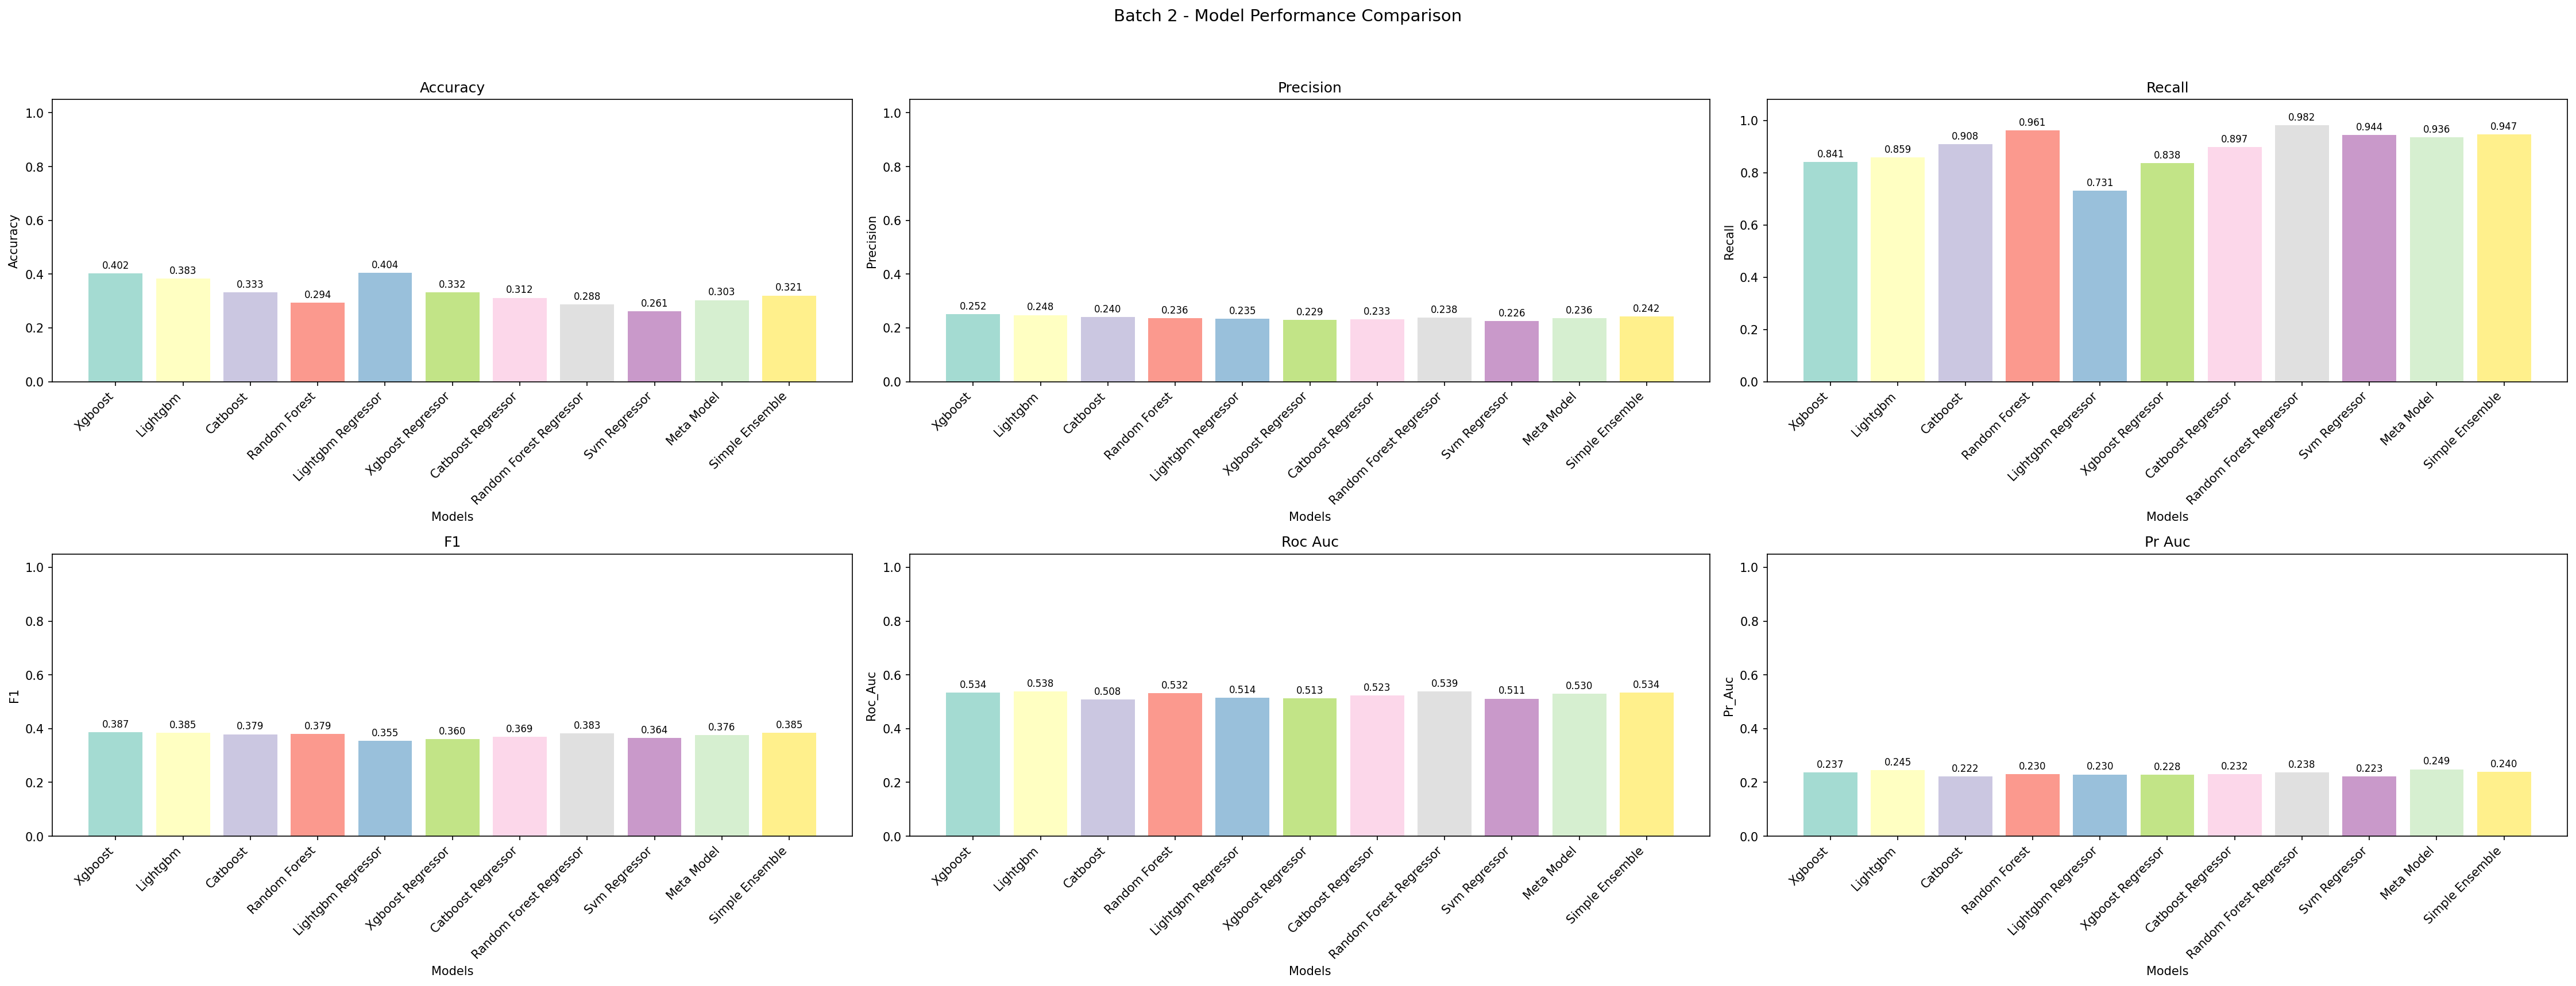 Batch 2 - Model Performance Comparison
Accuracy
Accuracy
1.0
0.8
0.6
0.4
0.2
0.0
0.402
0.383
0.333
0.294
0.404
0.332
0.312
0.288
0.261
0.303
0.321
Xgboost
Lightgbm
Catboost
Random Forest
Lightgbm Regressor
Xgboost Regressor
Catboost Regressor
Random Forest Regressor
Svm Regressor
Meta Model
Simple Ensemble
Models
Precision
Precision
1.0
0.8
0.6
0.4
0.2
0.0
0.252
0.248
0.240
0.236
0.235
0.229
0.233
0.238
0.226
0.236
0.242
Xgboost
Lightgbm
Catboost
Random Forest
Lightgbm Regressor
Xgboost Regressor
Catboost Regressor
Random Forest Regressor
Svm Regressor
Meta Model
Simple Ensemble
Models
Recall
Recall
1.0
0.8
0.6
0.4
0.2
0.0
0.841
0.859
0.908
0.961
0.731
0.838
0.897
0.982
0.944
0.936
0.947
Xgboost
Lightgbm
Catboost
Random Forest
Lightgbm Regressor
Xgboost Regressor
Catboost Regressor
Random Forest Regressor
Svm Regressor
Meta Model
Simple Ensemble
Models
F1
F1
1.0
0.8
0.6
0.4
0.2
0.0
0.387
0.385
0.379
0.379
0.355
0.360
0.369
0.383
0.364
0.376
0.385
Xgboost
Lightgbm
Catboost
Random Forest
Lightgbm Regressor
Xgboost Regressor
Catboost Regressor
Random Forest Regressor
Svm Regressor
Meta Model
Simple Ensemble
Models
Roc Auc
Roc_Auc
1.0
0.8
0.6
0.4
0.2
0.0
0.534
0.538
0.508
0.532
0.514
0.513
0.523
0.539
0.511
0.530
0.534
Xgboost
Lightgbm
Catboost
Random Forest
Lightgbm Regressor
Xgboost Regressor
Catboost Regressor
Random Forest Regressor
Svm Regressor
Meta Model
Simple Ensemble
Models
Pr Auc
Pr_Auc
1.0
0.8
0.6
0.4
0.2
0.0
0.237
0.245
0.222
0.230
0.230
0.228
0.232
0.238
0.223
0.249
0.240
Xgboost
Lightgbm
Catboost
Random Forest
Lightgbm Regressor
Xgboost Regressor
Catboost Regressor
Random Forest Regressor
Svm Regressor
Meta Model
Simple Ensemble
Models